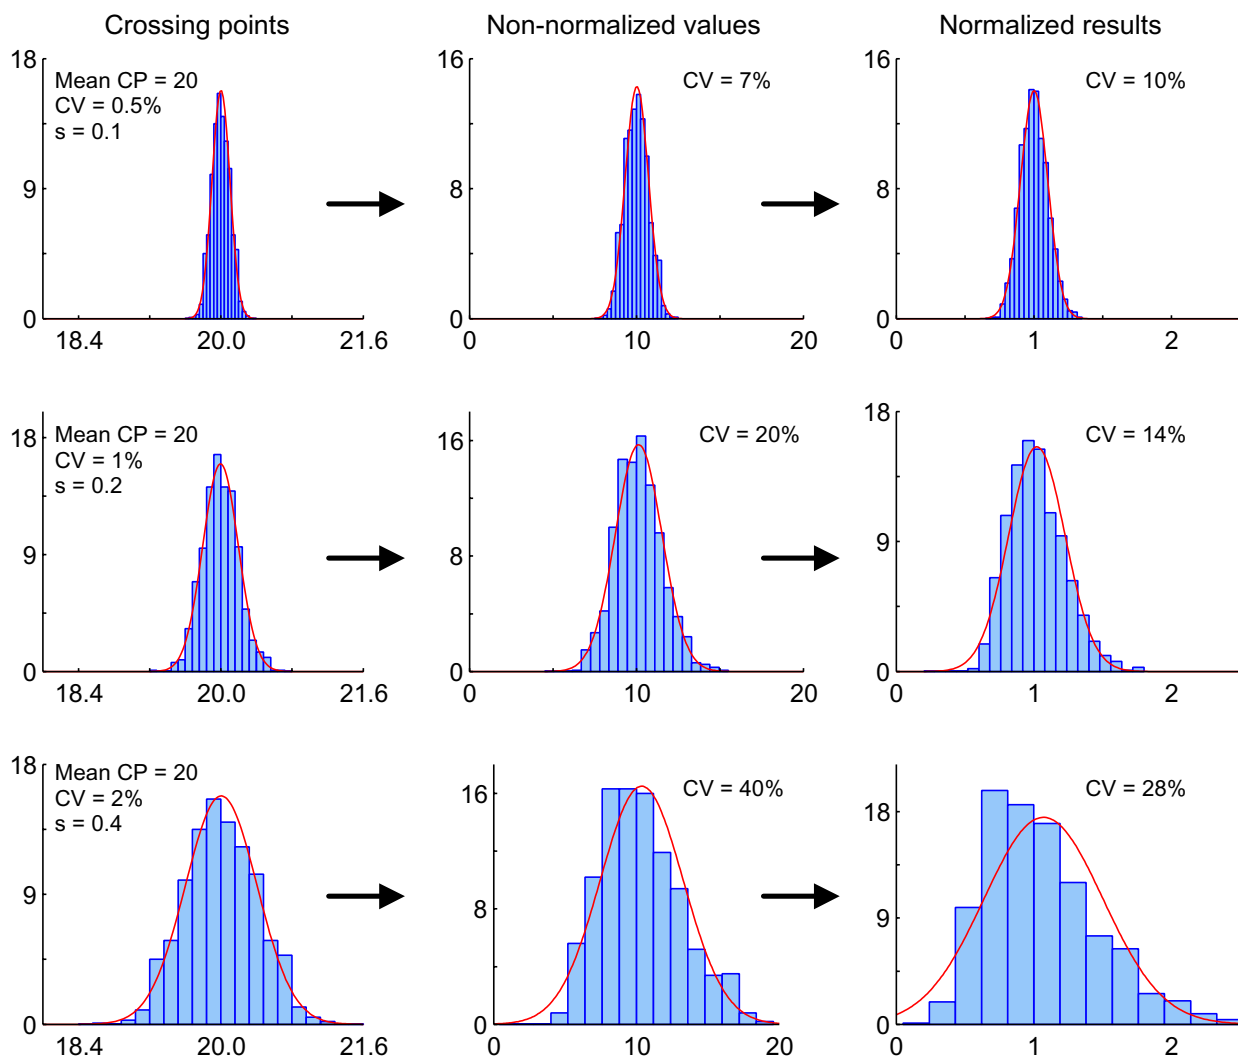 Crossing points Non-normalized values Normalized results
18 16
Mean CP = 20 CV = 7% CV = 10%
CV = 0.5%
s = 0.1
9 8 8
0 0 0
18.4 20.0 21.6 0 10 20 0 1 2
16
18 18
Mean CP = 20 CV = 20% CV = 14%
CV = 1% 16
s = 0.2
9 8 9
0 0 0
18.4 20.0 21.6 0 10 20 0 1 2
18
Mean CP = 20 CV = 40% CV = 28%
CV = 2% 16 18
s = 0.4
9 8 9
0 0 0
18.4 20.0 21.6 0 10 20 0 1 2